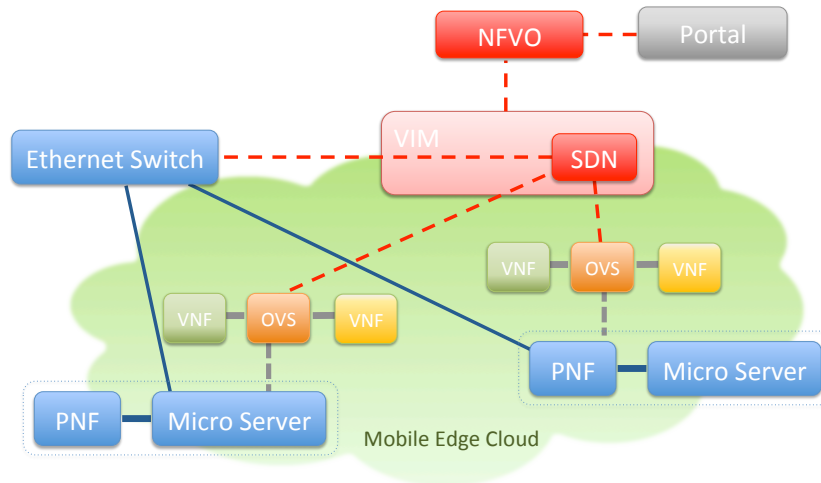 NFVO
Portal
VIM
Ethernet Switch
SDN
VNF
OVS
VNF
VNF
OVS
VNF
PNF
Micro Server
PNF
Micro Server
Mobile Edge Cloud